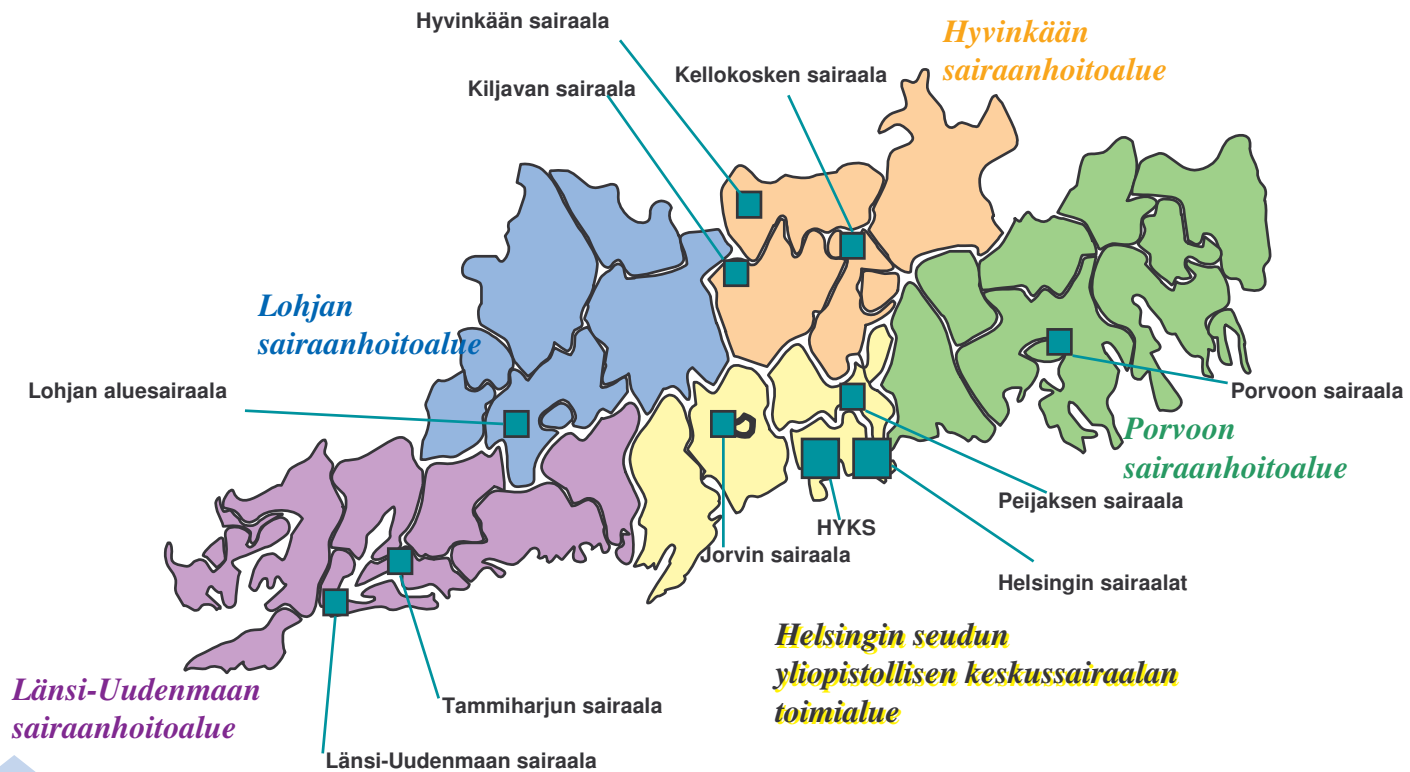 Hyvinkään sairaala
Hyvinkään
sairaanhoitoalue
Kellokosken sairaala
Kiljavan sairaala
Lohjan
sairaanhoitoalue
Lohjan aluesairaala
Porvoon sairaala
Porvoon
sairaanhoitoalue
Peijaksen sairaala
HYKS
Jorvin sairaala
Helsingin sairaalat
Helsingin seudun
yliopistollisen keskussairaalan
toimialue
Länsi-Uudenmaan
sairaanhoitoalue
Tammiharjun sairaala
Länsi-Uudenmaan sairaala